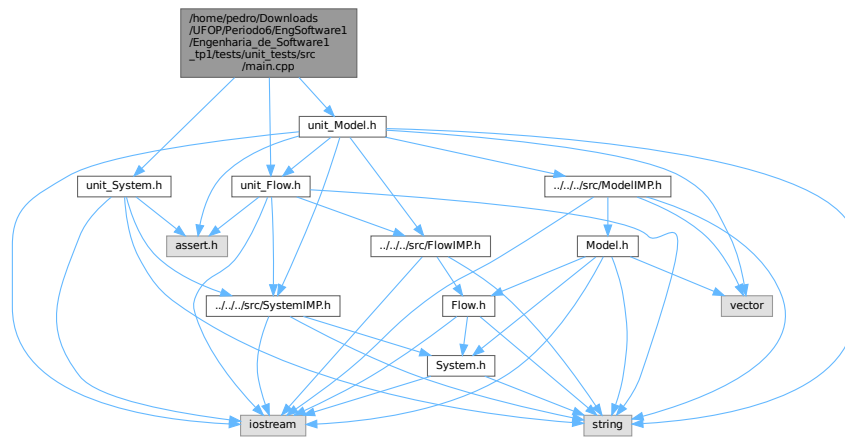 /home/pedro/Downloads
/UFOP/Periodo6/EngSoftware1
/Engenharia_de_Software1
_tp1/tests/unit_tests/src
/main.cpp
unit_Model.h
unit_System.h
unit_Flow.h
../../../src/ModelIMP.h
assert.h
../../../src/FlowIMP.h
Model.h
../../../src/SystemIMP.h
Flow.h
vector
System.h
iostream
string